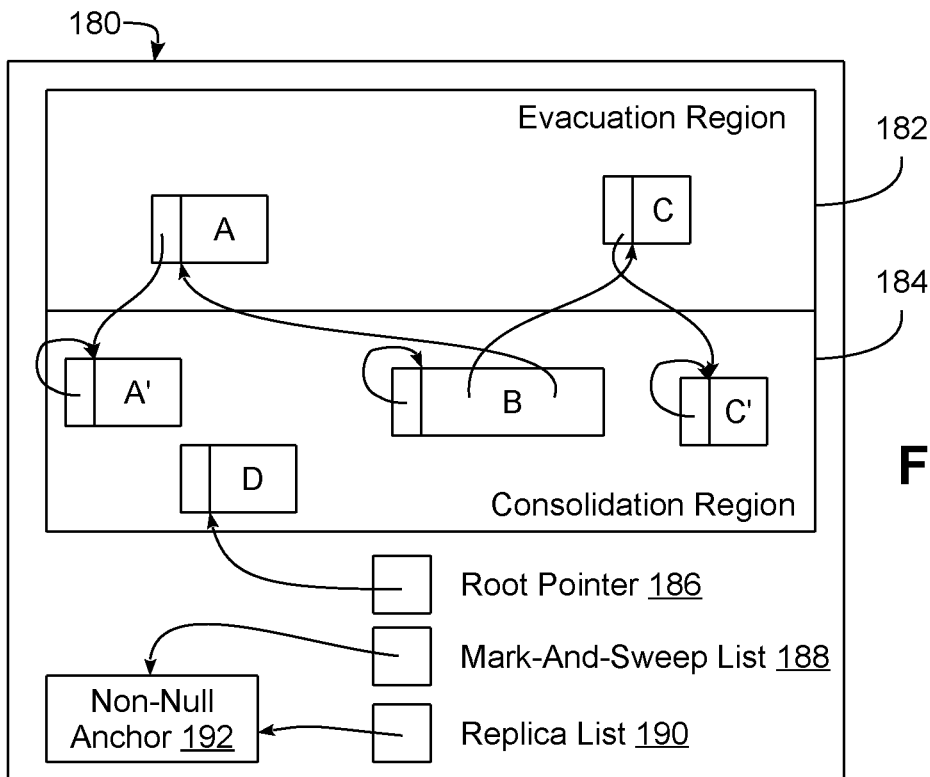 180
Evacuation Region
182
A
C
184
A'
B
C'
D
F
Consolidation Region
Root Pointer 186
Mark-And-Sweep List 188
Non-Null
Anchor 192
Replica List 190